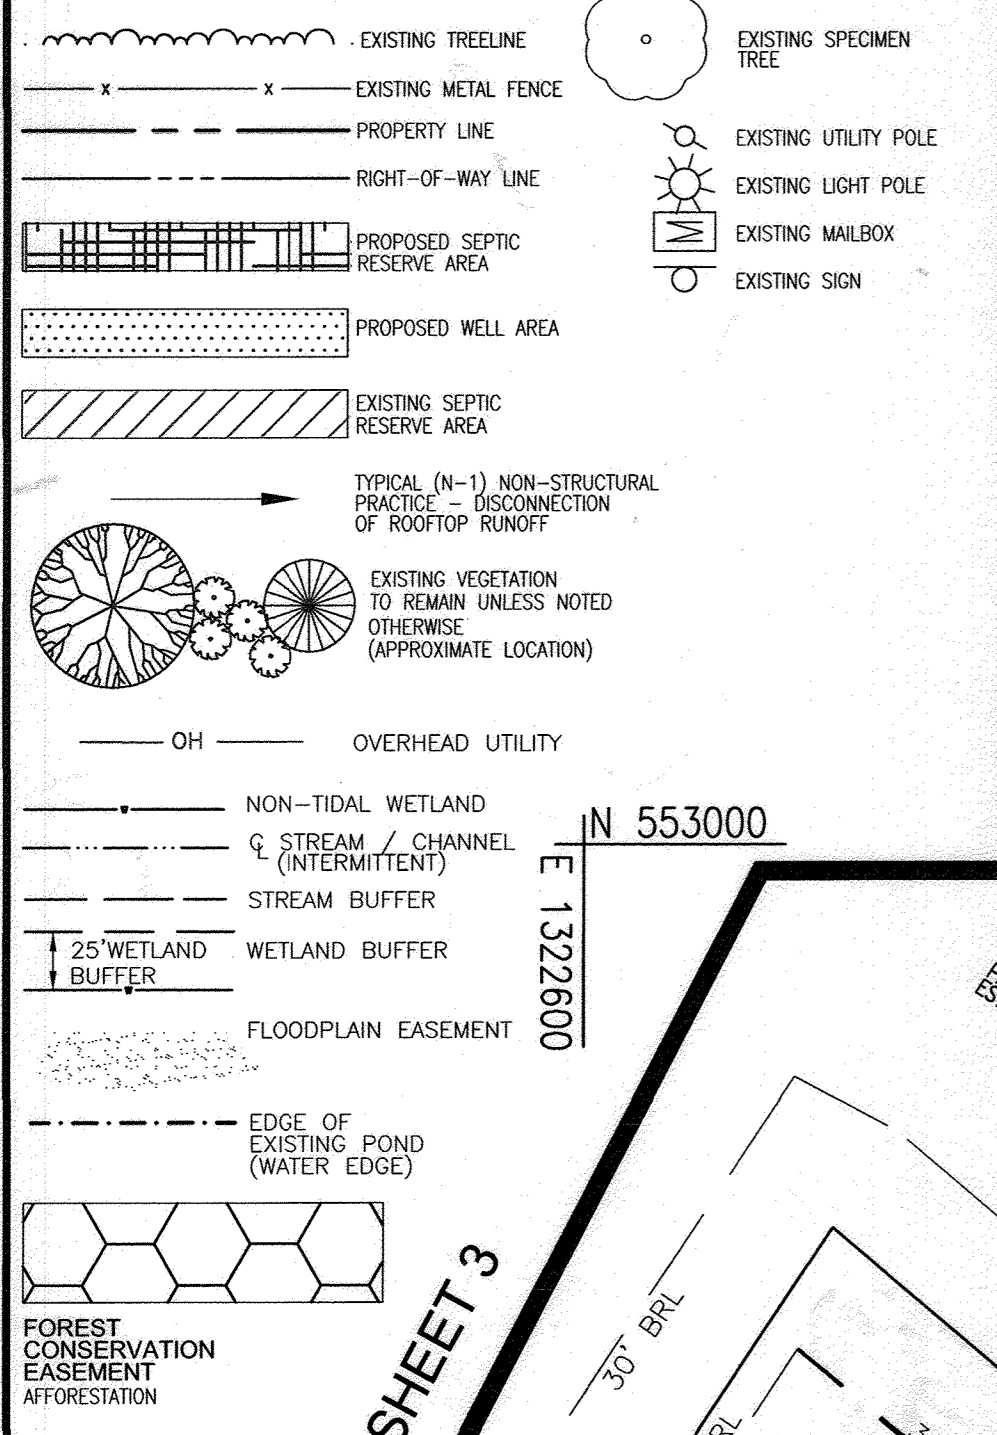 EXISTING TREELINE
EXISTING SPECIMEN
TREE
X X EXISTING METAL FENCE
PROPERTY LINE
EXISTING UTILITY POLE
RIGHT-OF-WAY LINE
EXISTING LIGHT POLE
EXISTING MAILBOX
PROPOSED SEPTIC
RESERVE AREA
EXISTING SIGN
PROPOSED WELL AREA
EXISTING SEPTIC
RESERVE AREA
TYPICAL (N-1) NON-STRUCTURAL
PRACTICE - DISCONNECTION
OF ROOFTOP RUNOFF
EXISTING VEGETATION
TO REMAIN UNLESS NOTED
OTHERWISE
(APPROXIMATE LOCATION)
OH OVERHEAD UTILITY
NON-TIDAL WETLAND
℄ STREAM / CHANNEL
(INTERMITTENT)
STREAM BUFFER
25'WETLAND
BUFFER
WETLAND BUFFER
FLOODPLAIN EASEMENT
EDGE OF
EXISTING POND
(WATER EDGE)
FOREST
CONSERVATION
EASEMENT
AFFORESTATION
N 553000
E 1322600
SHEET 3
30' BRL